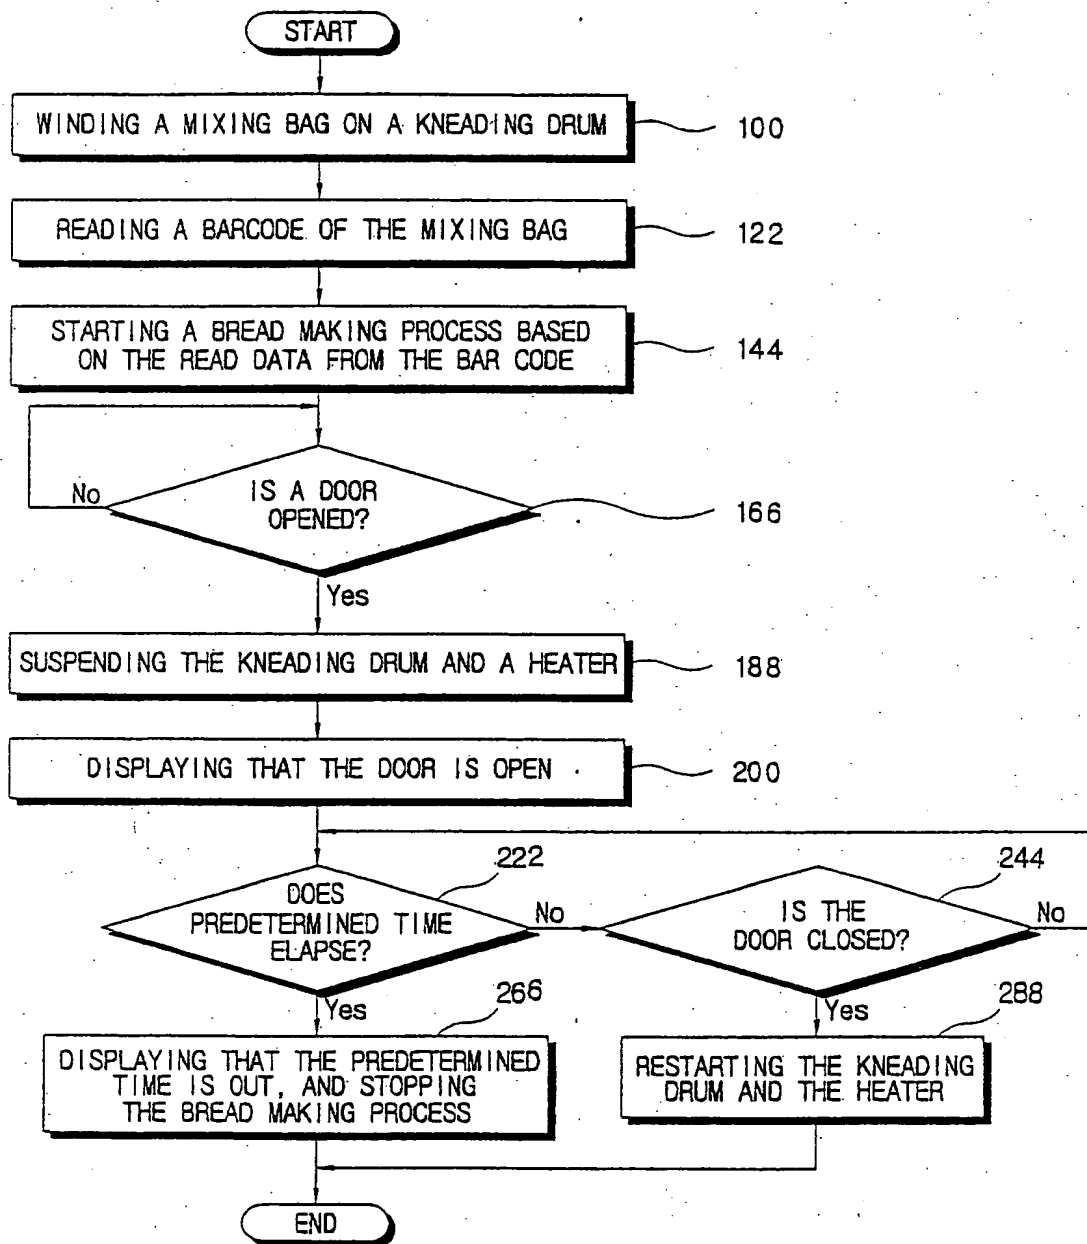 START
WINDING A MIXING BAG ON A KNEADING DRUM
100
READING A BARCODE OF THE MIXING BAG
122
STARTING A BREAD MAKING PROCESS BASED
ON THE READ DATA FROM THE BAR CODE
144
IS A DOOR
OPENED?
No
166
Yes
SUSPENDING THE KNEADING DRUM AND A HEATER
188
DISPLAYING THAT THE DOOR IS OPEN
200
222
DOES
PREDETERMINED TIME
ELAPSE?
No
244
IS THE
DOOR CLOSED?
No
Yes
266
Yes
288
DISPLAYING THAT THE PREDETERMINED
TIME IS OUT, AND STOPPING
THE BREAD MAKING PROCESS
RESTARTING THE KNEADING
DRUM AND THE HEATER
END